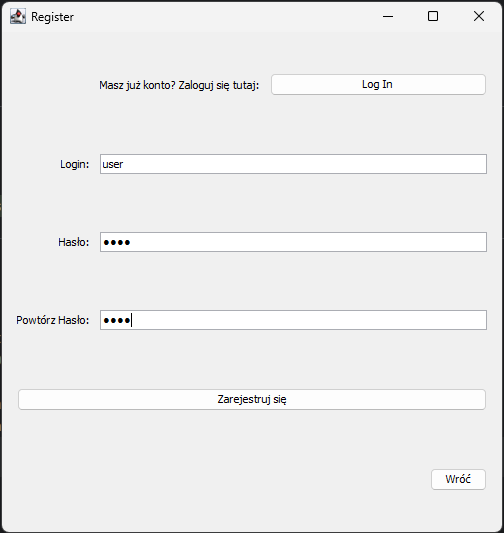 Register
Masz już konto? Zaloguj się tutaj: Log In
Login: user
Hasło: ••••
Powtórz Hasło: ••••
Zarejestruj się
Wróć